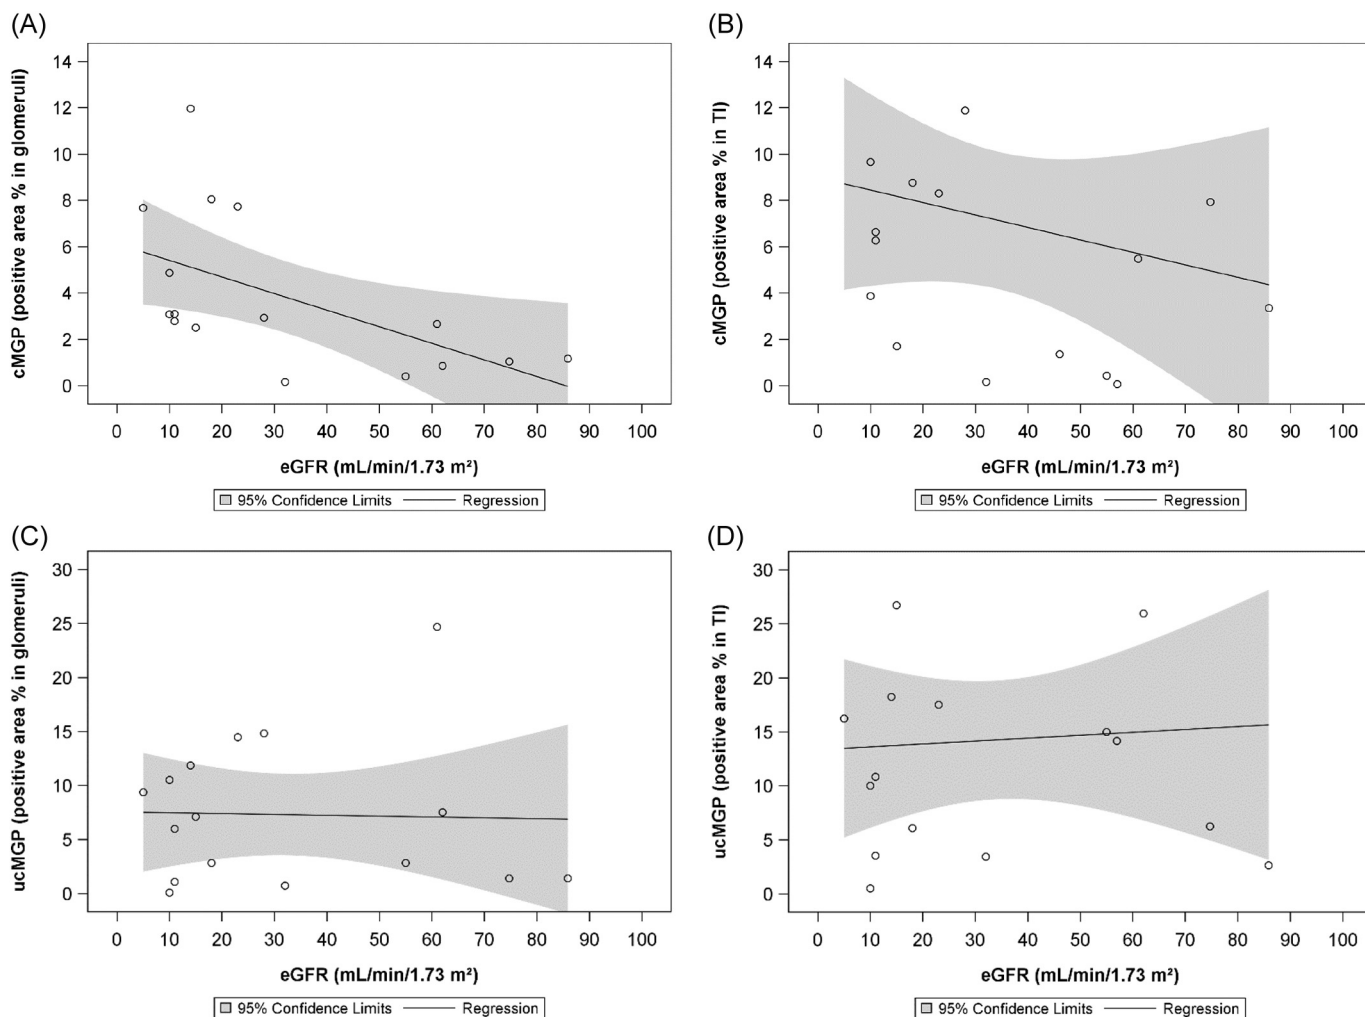 (A)
cMGP (positive area % in glomeruli)
14
12
10
8
6
4
2
0
0 10 20 30 40 50 60 70 80 90 100
eGFR (mL/min/1.73 m²)
95% Confidence Limits Regression
(B)
cMGP (positive area % in TI)
14
12
10
8
6
4
2
0
0 10 20 30 40 50 60 70 80 90 100
eGFR (mL/min/1.73 m²)
95% Confidence Limits Regression
(C)
ucMGP (positive area % in glomeruli)
30
25
20
15
10
5
0
0 10 20 30 40 50 60 70 80 90 100
eGFR (mL/min/1.73 m²)
95% Confidence Limits Regression
(D)
ucMGP (positive area % in TI)
30
25
20
15
10
5
0
0 10 20 30 40 50 60 70 80 90 100
eGFR (mL/min/1.73 m²)
95% Confidence Limits Regression